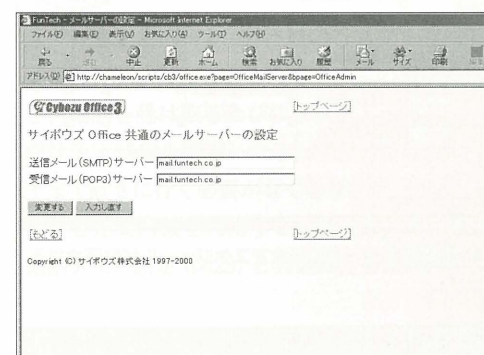 FunTech - メールサーバーの設定 - Microsoft Internet Explorer
ファイル(F) 編集(E) 表示(V) お気に入り(A) ツール(T) ヘルプ(H)
戻る 中止 更新 ホーム 検索 お気に入り 履歴 メール サイズ 印刷
アドレス(D) http://chameleon/scripts/cb3/office.exe?page=OfficeMailServer&bpage=OfficeAdmin
Cybozu Office 3 [トップページ]
サイボウズ Office 共通のメールサーバーの設定
送信メール(SMTP)サーバー mail.funtech.co.jp
受信メール(POP3)サーバー mail.funtech.co.jp
変更する 入力し直す
[もどる] [トップページ]
Copyright (C) サイボウズ株式会社 1997-2000